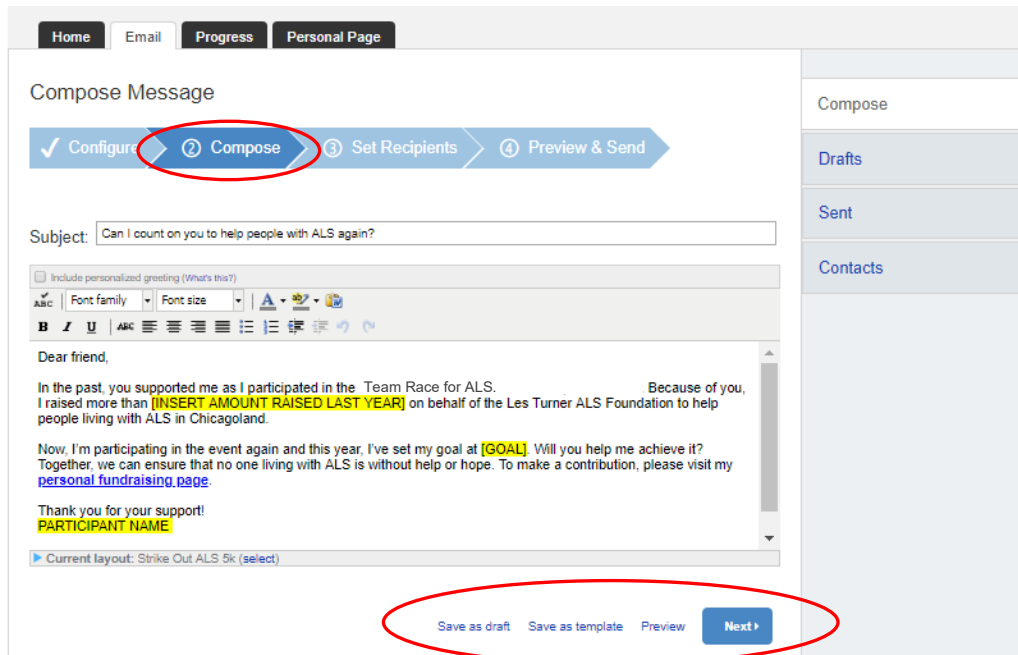 Home Email Progress Personal Page
Compose Message
Configure ② Compose ③ Set Recipients ④ Preview & Send
Compose
Drafts
Sent
Contacts
Subject: Can I count on you to help people with ALS again?
Include personalized greeting (What's this?)
ABC Font family Font size A ab
B I U ABC
Dear friend,
In the past, you supported me as I participated in the Team Race for ALS. Because of you,
I raised more than [INSERT AMOUNT RAISED LAST YEAR] on behalf of the Les Turner ALS Foundation to help
people living with ALS in Chicagoland.
Now, I'm participating in the event again and this year, I've set my goal at [GOAL]. Will you help me achieve it?
Together, we can ensure that no one living with ALS is without help or hope. To make a contribution, please visit my
personal fundraising page.
Thank you for your support!
PARTICIPANT NAME
Current layout: Strike Out ALS 5k (select)
Save as draft Save as template Preview Next